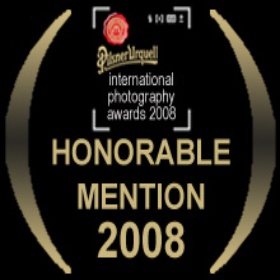 Pilsner Urquell
international
photography
awards 2008
HONORABLE
MENTION
2008